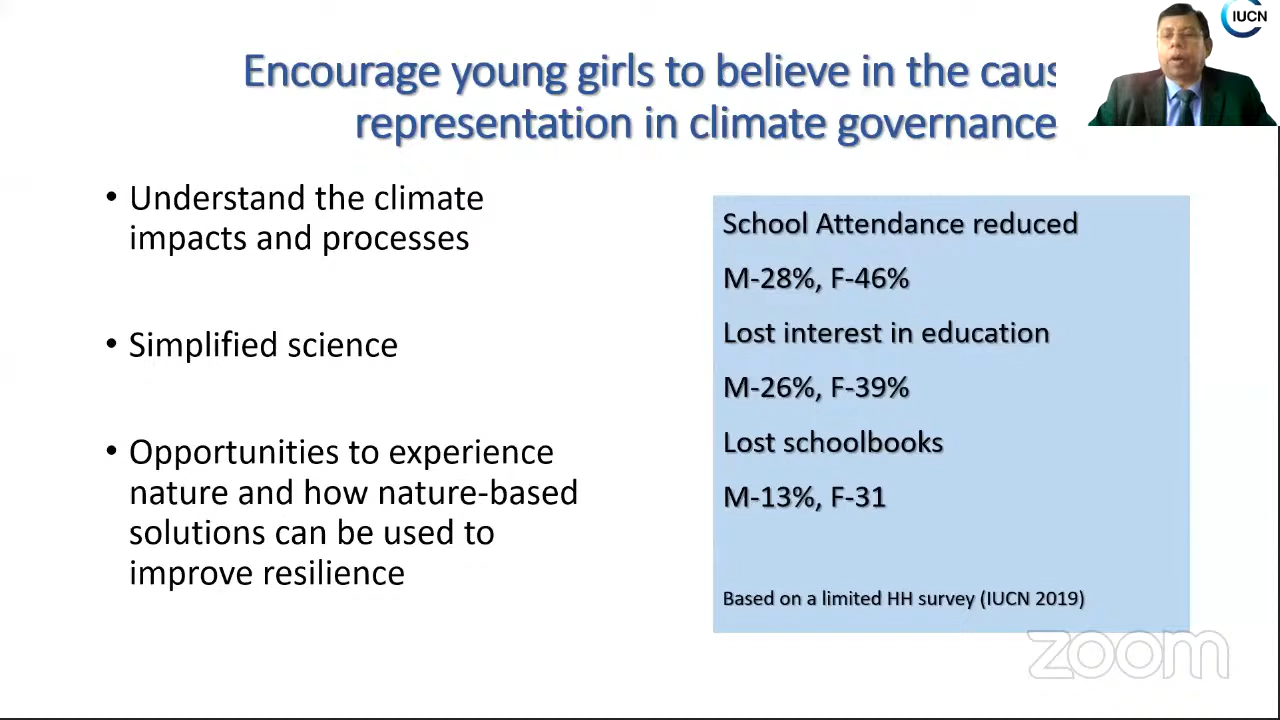 IUCN
Encourage young girls to believe in the
representation in climate governance
• Understand the climate
impacts and processes
• Simplified science
• Opportunities to experience
nature and how nature-based
solutions can be used to
improve resilience
School Attendance reduced
M-28%, F-46%
Lost interest in education
M-26%, F-39%
Lost schoolbooks
M-13%, F-31
Based on a limited HH survey (IUCN 2019)
zoom